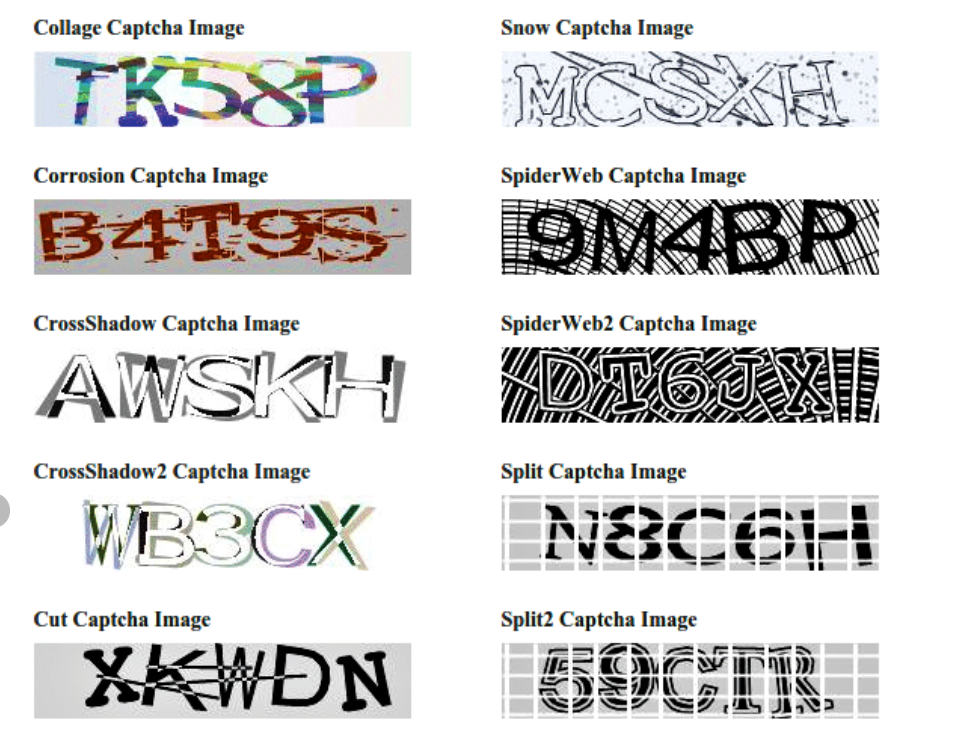 Collage Captcha Image
TK58P
Snow Captcha Image
MCSXH
Corrosion Captcha Image
B4T9S
SpiderWeb Captcha Image
9M4BP
CrossShadow Captcha Image
AWSKH
SpiderWeb2 Captcha Image
DT6JX
CrossShadow2 Captcha Image
WB3CX
Split Captcha Image
N8C6H
Cut Captcha Image
XKWDN
Split2 Captcha Image
59CTR